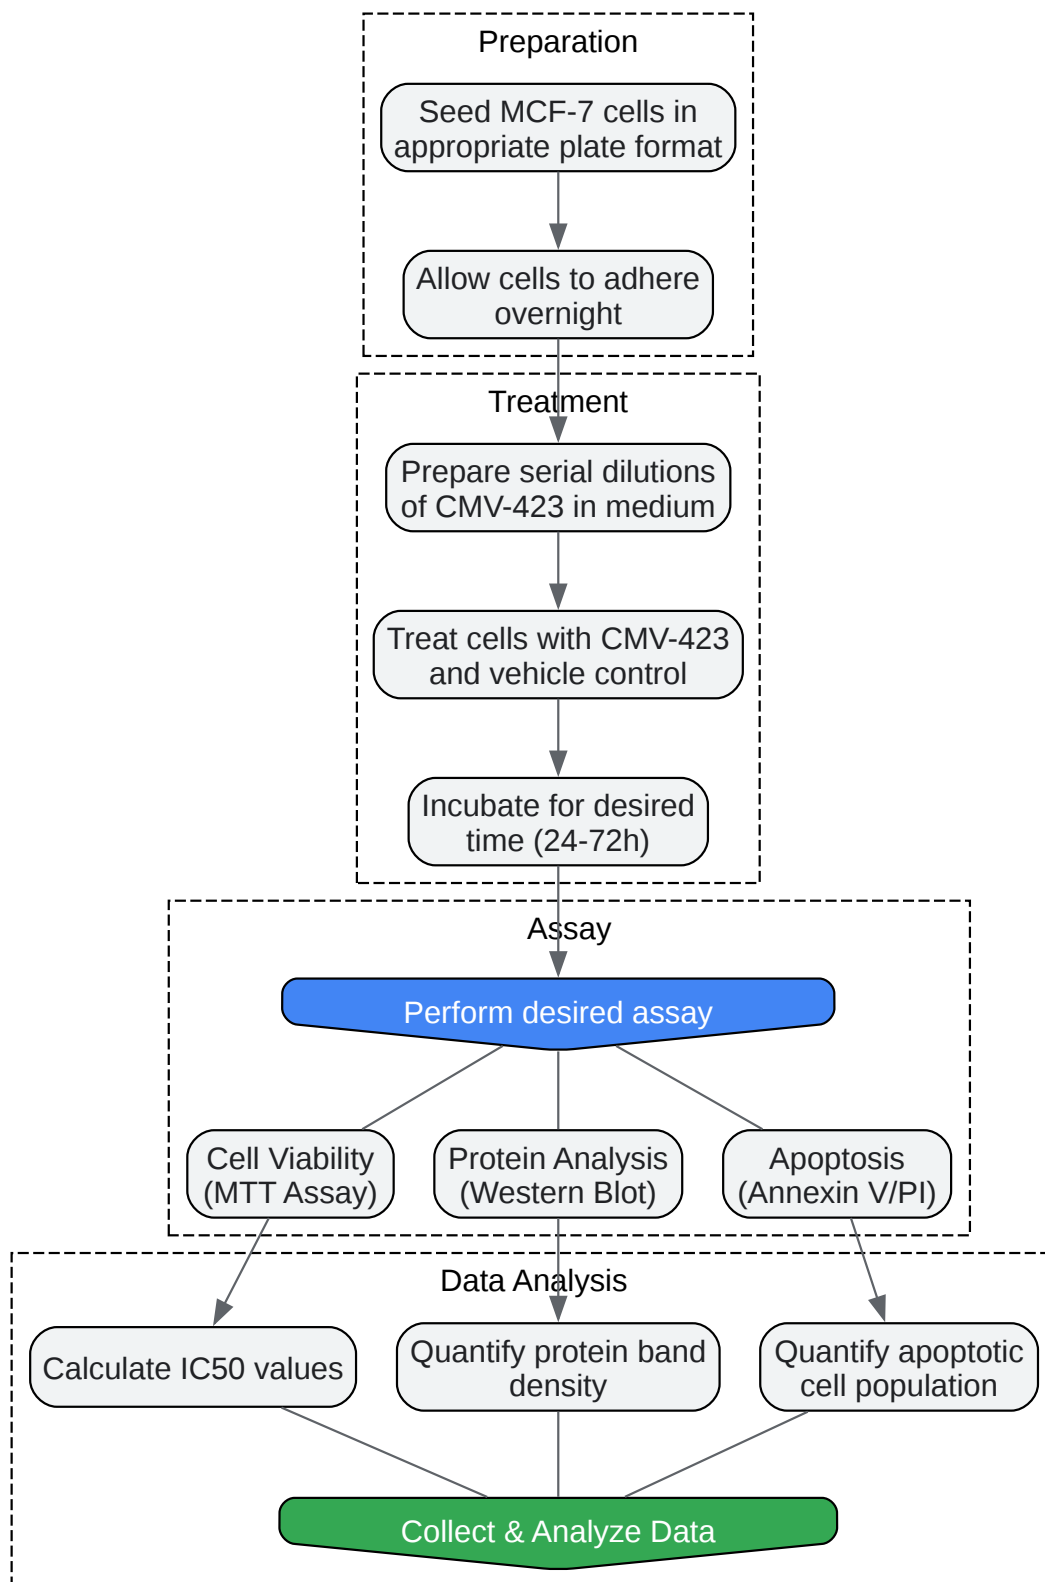 Preparation
Seed MCF-7 cells in
appropriate plate format
Allow cells to adhere
overnight
Treatment
Prepare serial dilutions
of CMV-423 in medium
Treat cells with CMV-423
and vehicle control
Incubate for desired
time (24-72h)
Assay
Perform desired assay
Cell Viability
(MTT Assay)
Protein Analysis
(Western Blot)
Apoptosis
(Annexin V/PI)
Data Analysis
Calculate IC50 values
Quantify protein band
density
Quantify apoptotic
cell population
Collect & Analyze Data